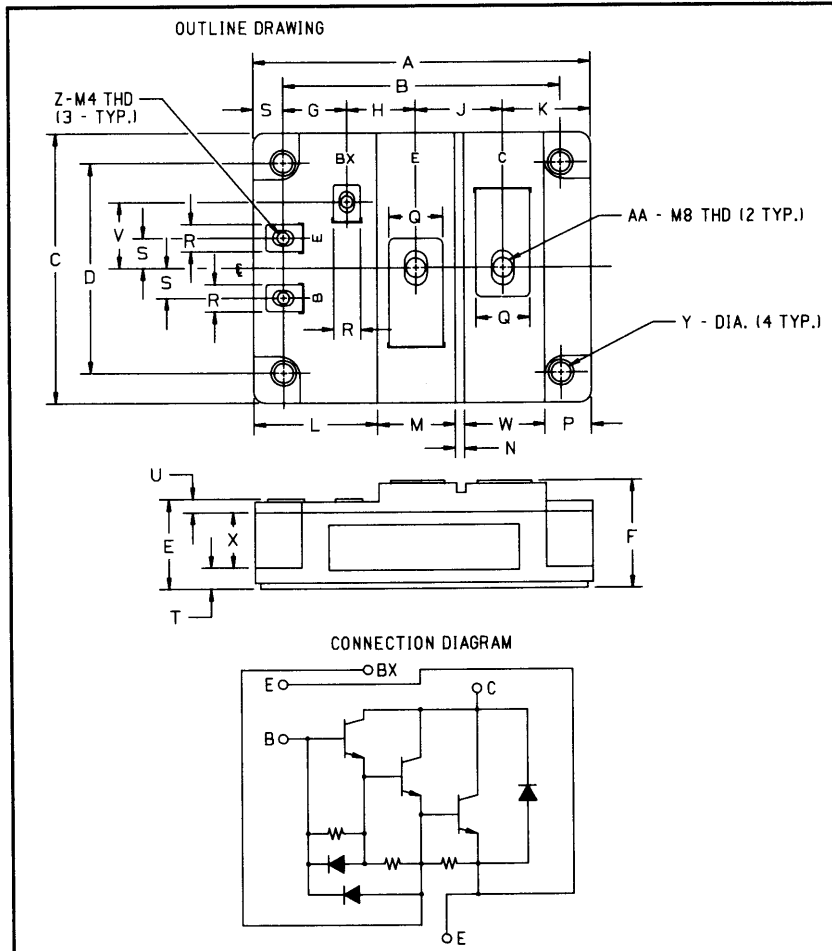 OUTLINE DRAWING
A
B
Z-M4 THD
(3 - TYP.)
S G H J K
BX E C
Q
AA - M8 THD (2 TYP.)
V
R
E
S
C
D
S
R
B
R
Q
Y - DIA. (4 TYP.)
L M W P
N
U
E
X
F
T
CONNECTION DIAGRAM
BX
E
C
B
E